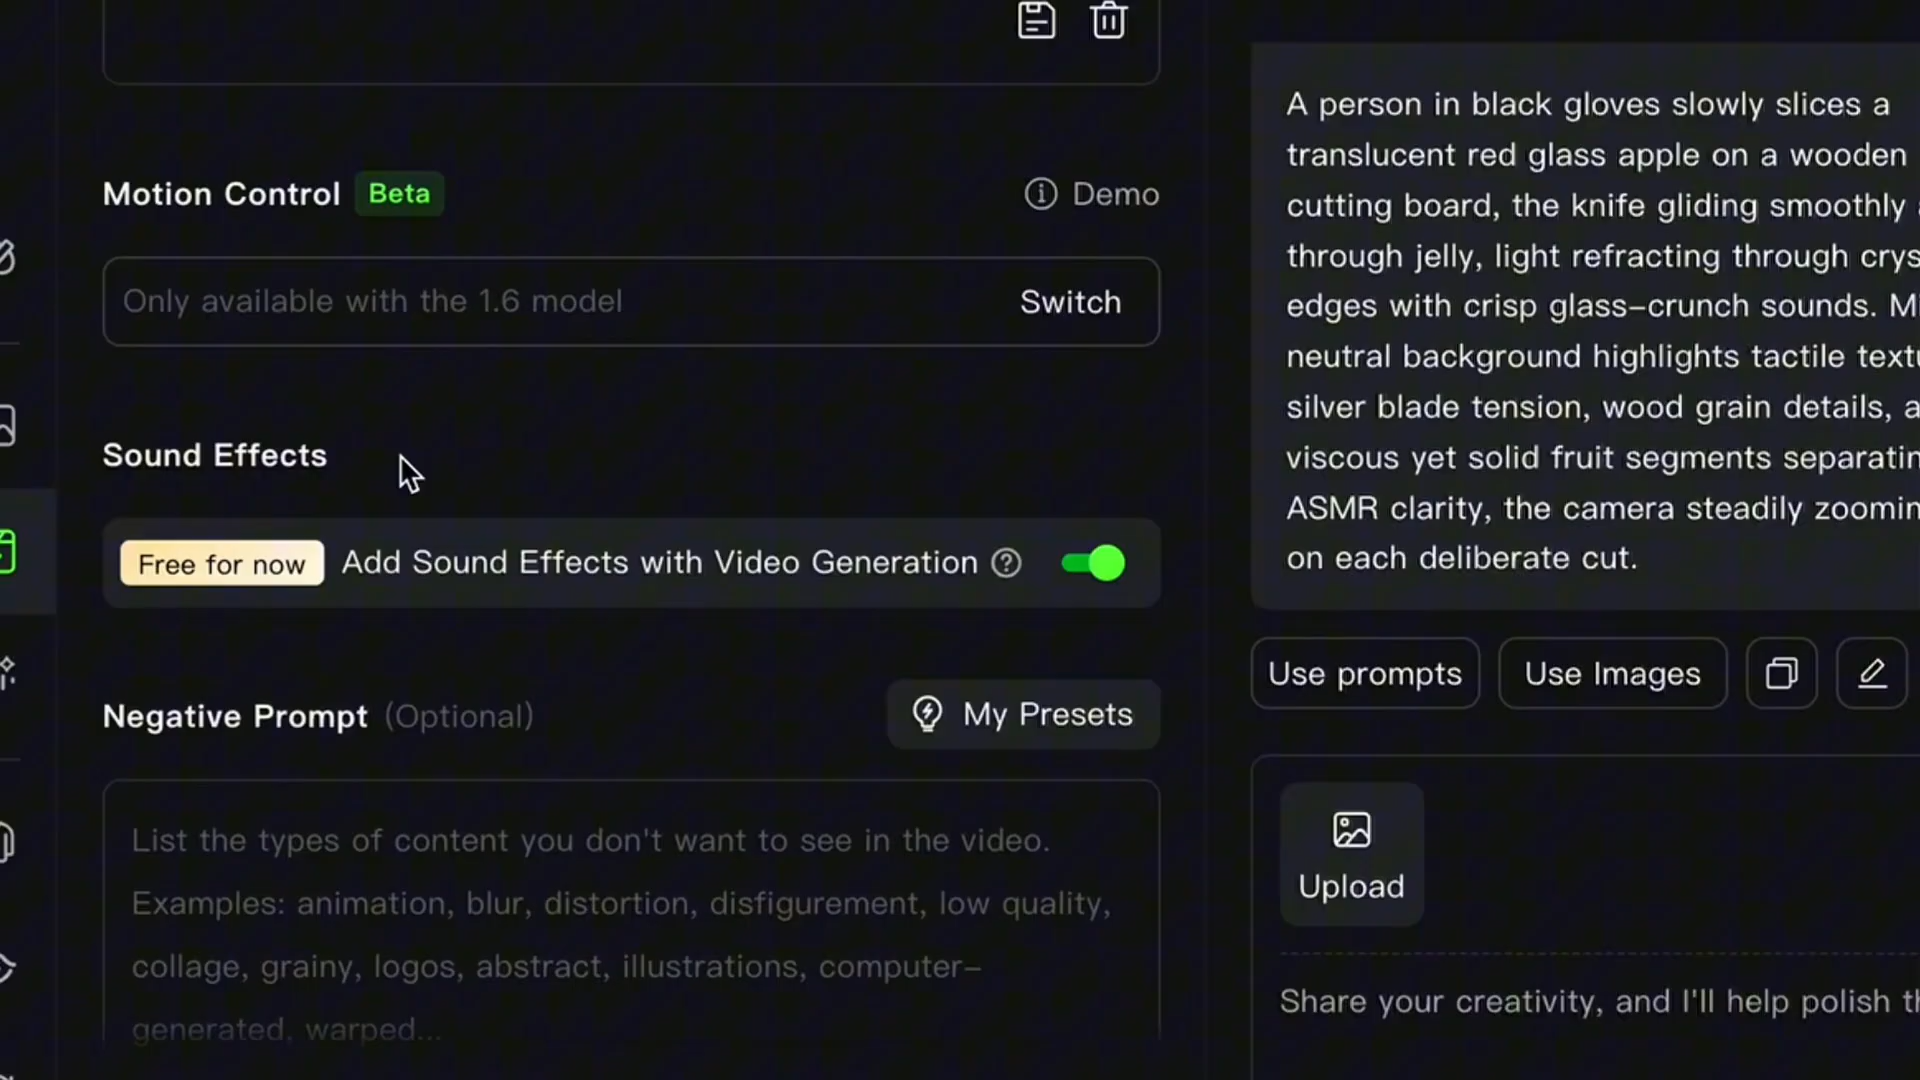 Motion Control Beta
Demo
Only available with the 1.6 model
Switch
Sound Effects
Free for now Add Sound Effects with Video Generation
Negative Prompt (Optional)
My Presets
List the types of content you don't want to see in the video.
Examples: animation, blur, distortion, disfigurement, low quality,
collage, grainy, logos, abstract, illustrations, computer-
generated, warped...
A person in black gloves slowly slices a
translucent red glass apple on a wooden
cutting board, the knife gliding smoothly
through jelly, light refracting through
edges with crisp glass-crunch sounds.
neutral background highlights tactile
silver blade tension, wood grain details,
viscous yet solid fruit segments
ASMR clarity, the camera steadily
on each deliberate cut.
Use prompts
Use Images
Upload
Share your creativity, and I'll help polish